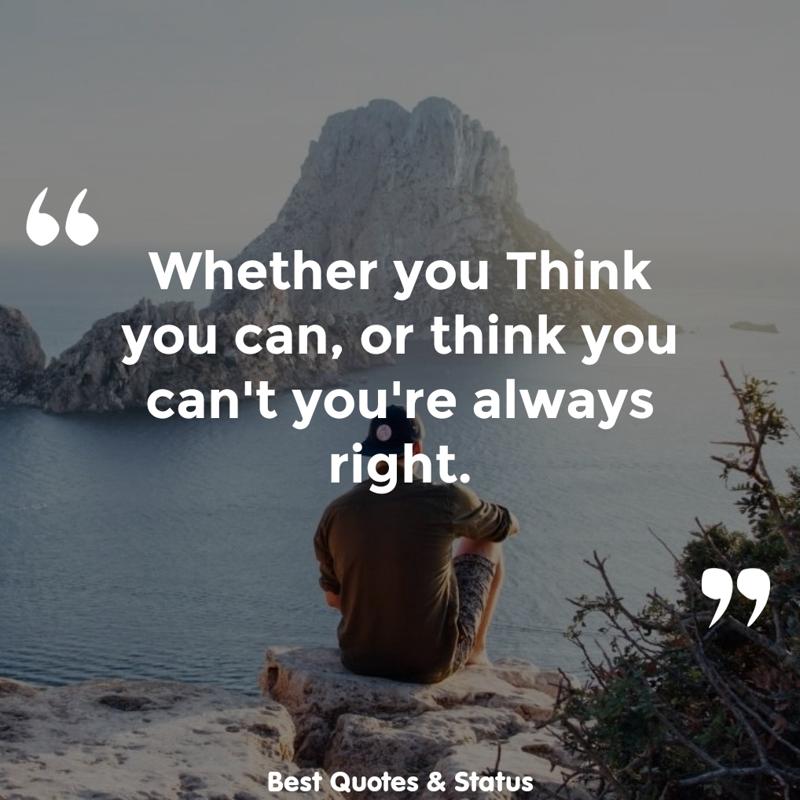 “
Whether you Think
you can, or think you
can't you're always
right.
”
Best Quotes & Status